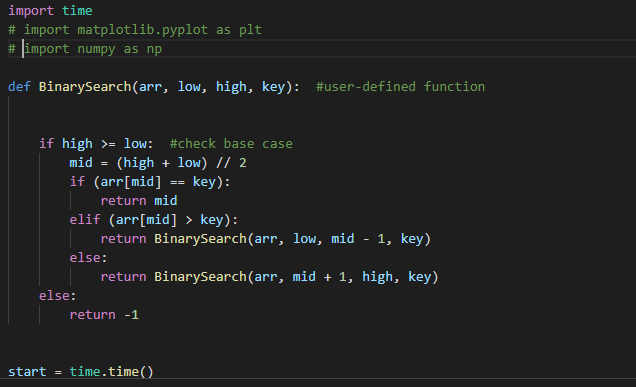 import time
# import matplotlib.pyplot as plt
# import numpy as np
def BinarySearch(arr, low, high, key):  #user-defined function
    if high >= low:  #check base case
        mid = (high + low) // 2
        if (arr[mid] == key):
            return mid
        elif (arr[mid] > key):
            return BinarySearch(arr, low, mid - 1, key)
        else:
            return BinarySearch(arr, mid + 1, high, key)
    else:
        return -1
start = time.time()